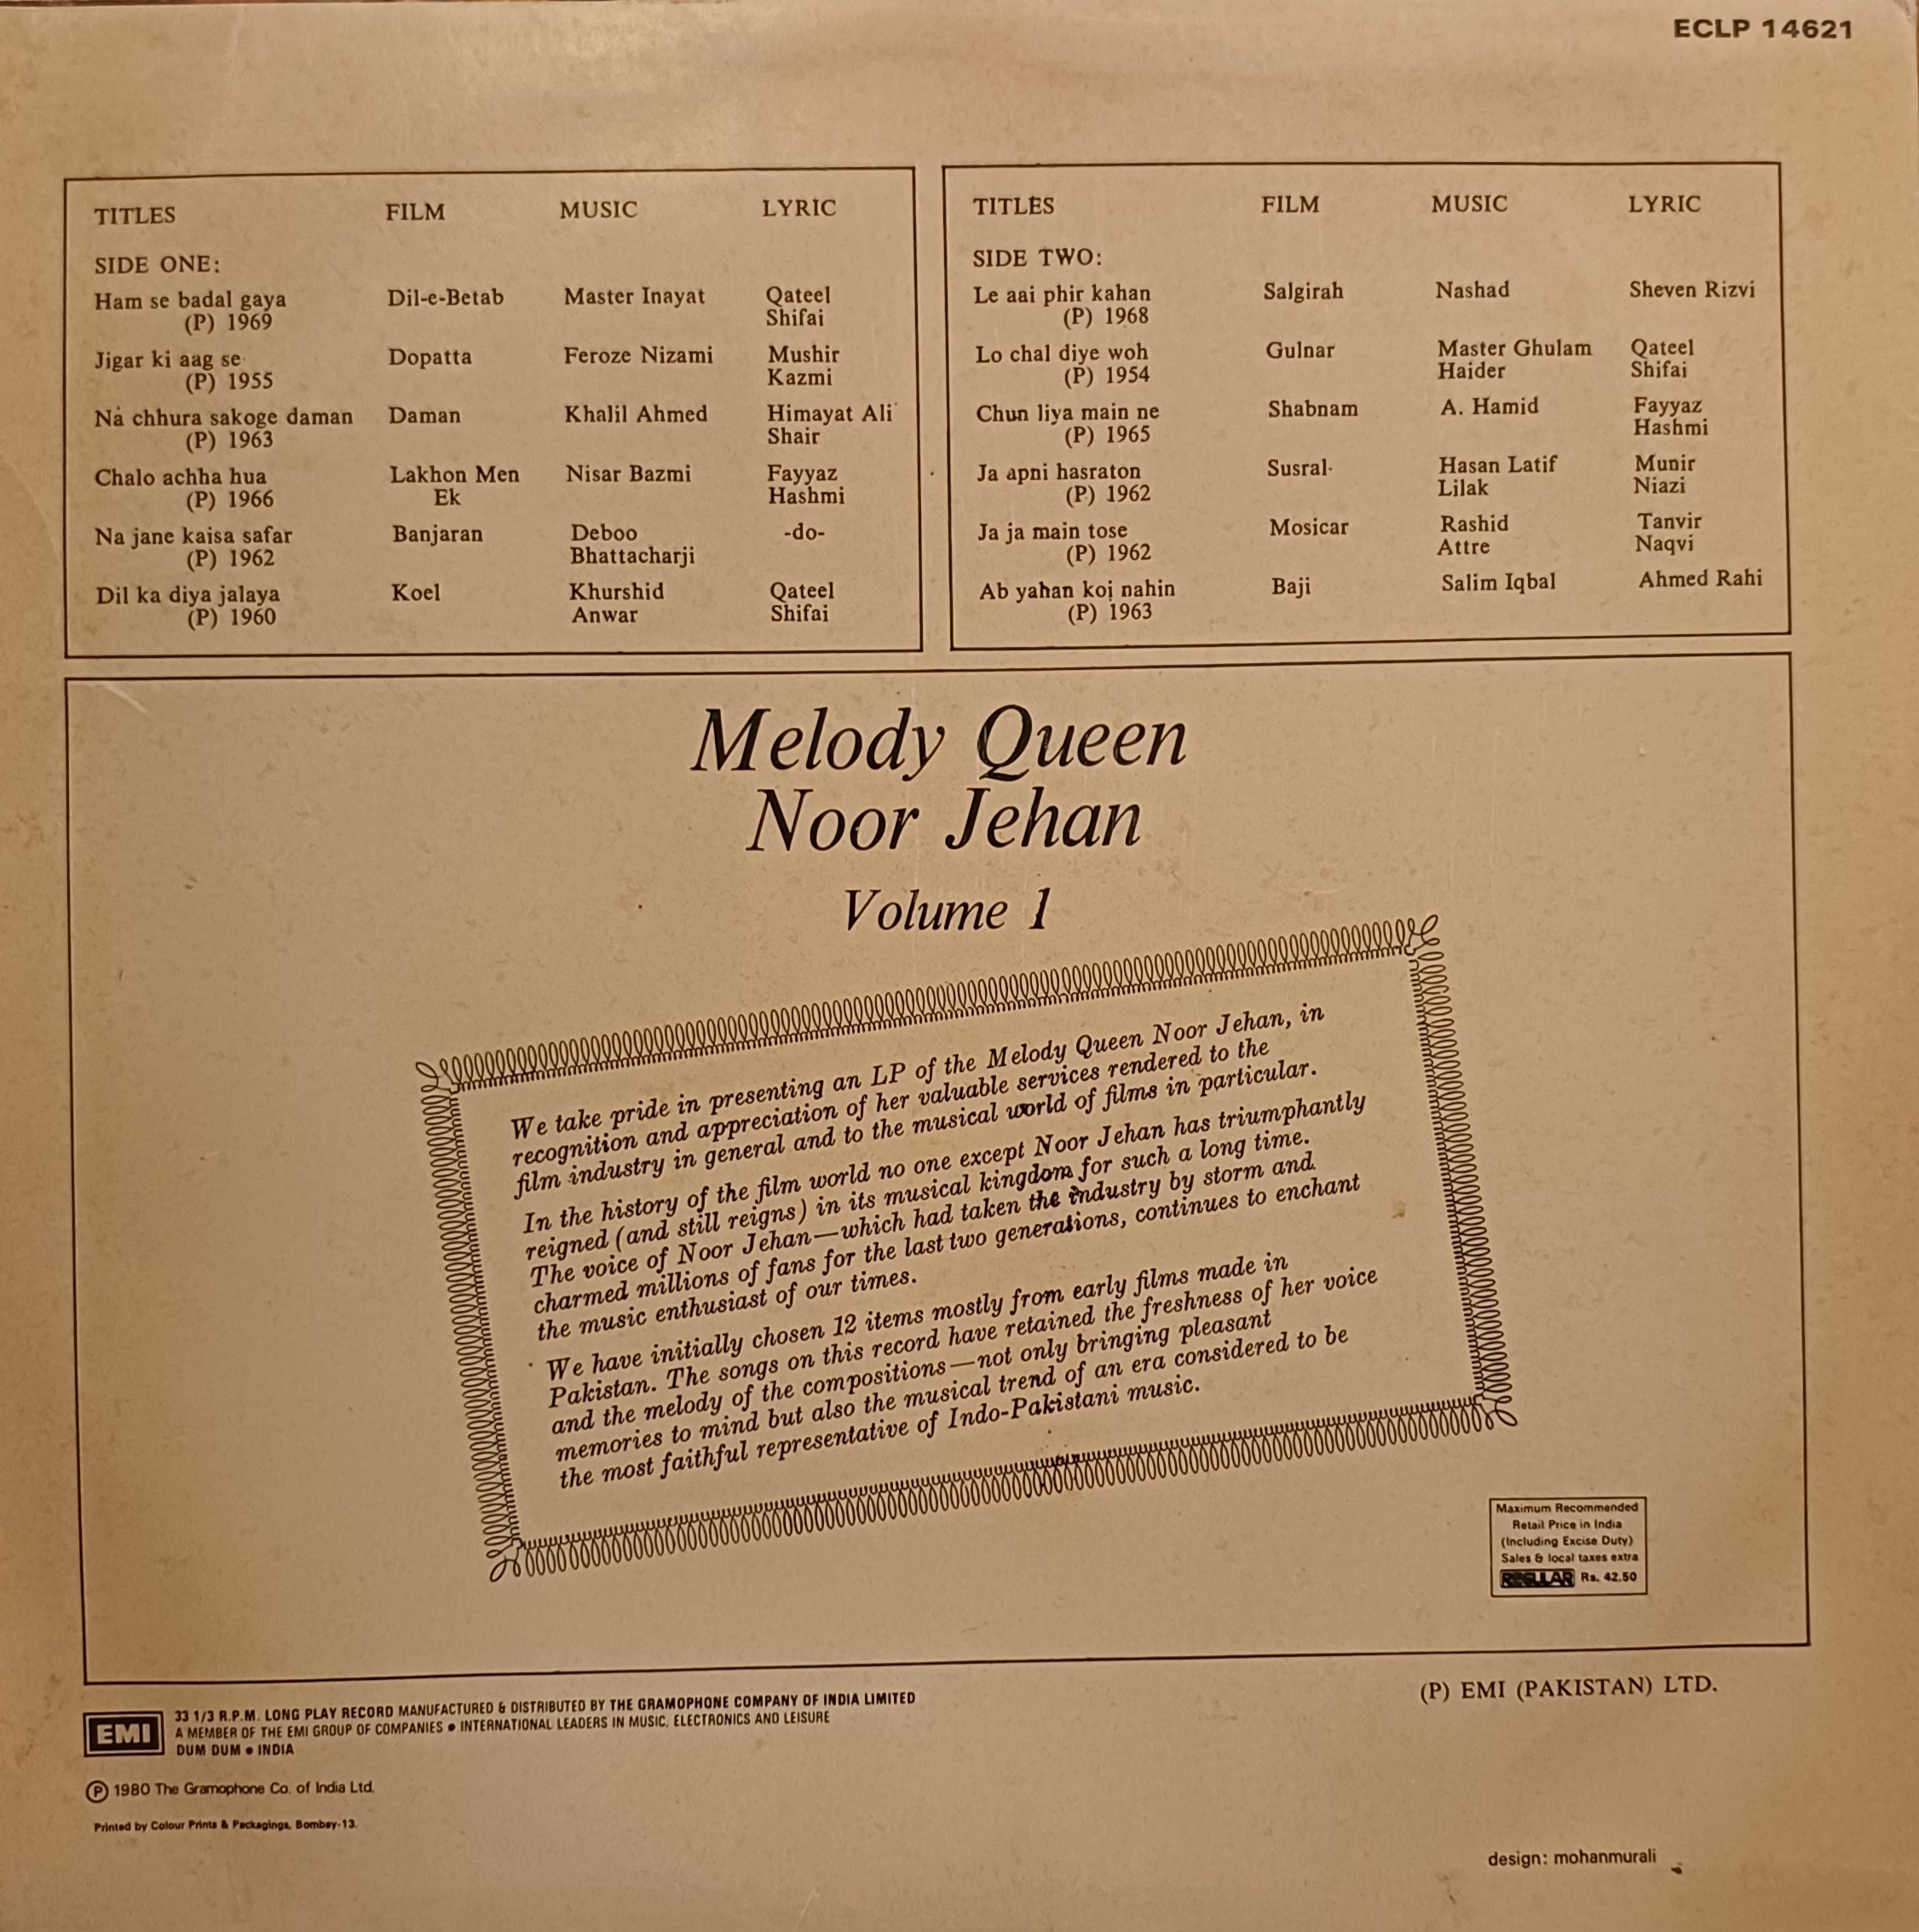 ECLP 14621
TITLES FILM MUSIC LYRIC
SIDE ONE:
Ham se badal gaya Dil-e-Betab Master Inayat Qateel
(P) 1969 Shifai
Jigar ki aag se Dopatta Feroze Nizami Mushir
(P) 1955 Kazmi
Na chhura sakoge daman Daman Khalil Ahmed Himayat Ali
(P) 1963 Shair
Chalo achha hua Lakhon Men Nisar Bazmi Fayyaz
(P) 1966 Ek Hashmi
Na jane kaisa safar Banjaran Deboo -do-
(P) 1962 Bhattacharji
Dil ka diya jalaya Koel Khurshid Qateel
(P) 1960 Anwar Shifai
TITLES FILM MUSIC LYRIC
SIDE TWO:
Le aai phir kahan Salgirah Nashad Sheven Rizvi
(P) 1968
Lo chal diye woh Gulnar Master Ghulam Qateel
(P) 1954 Haider Shifai
Chun liya main ne Shabnam A. Hamid Fayyaz
(P) 1965 Hashmi
Ja apni hasraton Susral Hasan Latif Munir
(P) 1962 Lilak Niazi
Ja ja main tose Mosicar Rashid Tanvir
(P) 1962 Attre Naqvi
Ab yahan koi nahin Baji Salim Iqbal Ahmed Rahi
(P) 1963
Melody Queen
Noor Jehan
Volume 1
We take pride in presenting an LP of the Melody Queen Noor Jehan, in
recognition and appreciation of her valuable services rendered to the
film industry in general and to the musical world of films in particular.
In the history of the film world no one except Noor Jehan has triumphantly
reigned (and still reigns) in its musical kingdom for such a long time.
The voice of Noor Jehan—which had taken the industry by storm and
charmed millions of fans for the last two generations, continues to enchant
the music enthusiast of our times.
We have initially chosen 12 items mostly from early films made in
Pakistan. The songs on this record have retained the freshness of her voice
and the melody of the compositions—not only bringing pleasant
memories to mind but also the musical trend of an era considered to be
the most faithful representative of Indo-Pakistani music.
Maximum Recommended
Retail Price in India
(Including Excise Duty)
Sales & local taxes extra
REGULAR Rs. 42.50
(P) EMI (PAKISTAN) LTD.
EMI
33 1/3 R.P.M. LONG PLAY RECORD MANUFACTURED & DISTRIBUTED BY THE GRAMOPHONE COMPANY OF INDIA LIMITED
A MEMBER OF THE EMI GROUP OF COMPANIES ● INTERNATIONAL LEADERS IN MUSIC, ELECTRONICS AND LEISURE
DUM DUM ● INDIA
℗ 1980 The Gramophone Co. of India Ltd.
Printed by Colour Prints & Packagings, Bombay-13.
design: mohanmurali